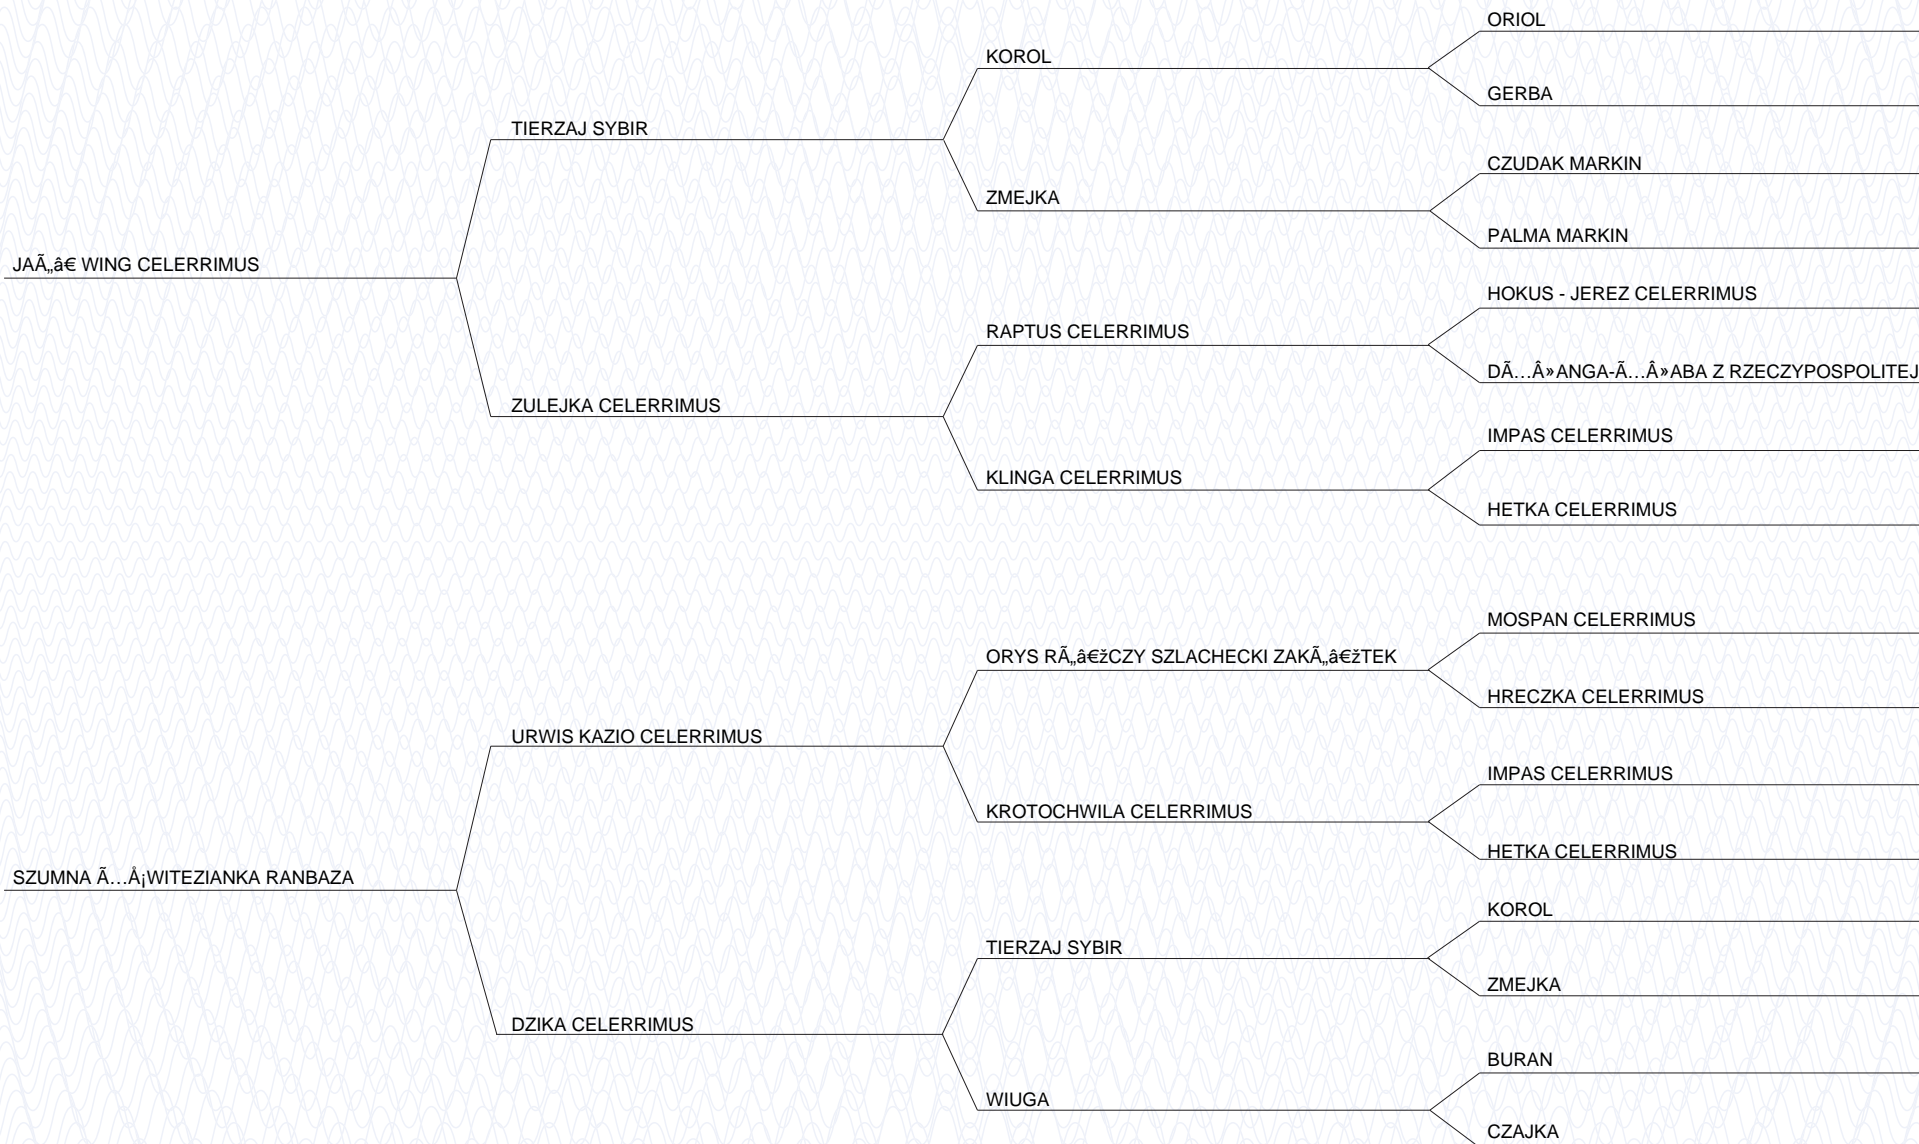 ORIOL
KOROL
GERBA
TIERZAJ SYBIR
CZUDAK MARKIN
ZMEJKA
PALMA MARKIN
JAÃ„â€ WING CELERRIMUS
HOKUS - JEREZ CELERRIMUS
RAPTUS CELERRIMUS
DÃ…Â»ANGA-Ã…Â»ABA Z RZECZYPOSPOLITEJ
ZULEJKA CELERRIMUS
IMPAS CELERRIMUS
KLINGA CELERRIMUS
HETKA CELERRIMUS
MOSPAN CELERRIMUS
ORYS RÃ„â€žCZY SZLACHECKI ZAKÃ„â€žTEK
HRECZKA CELERRIMUS
URWIS KAZIO CELERRIMUS
IMPAS CELERRIMUS
KROTOCHWILA CELERRIMUS
HETKA CELERRIMUS
SZUMNA Ã…Å¡WITEZIANKA RANBAZA
KOROL
TIERZAJ SYBIR
ZMEJKA
DZIKA CELERRIMUS
BURAN
WIUGA
CZAJKA